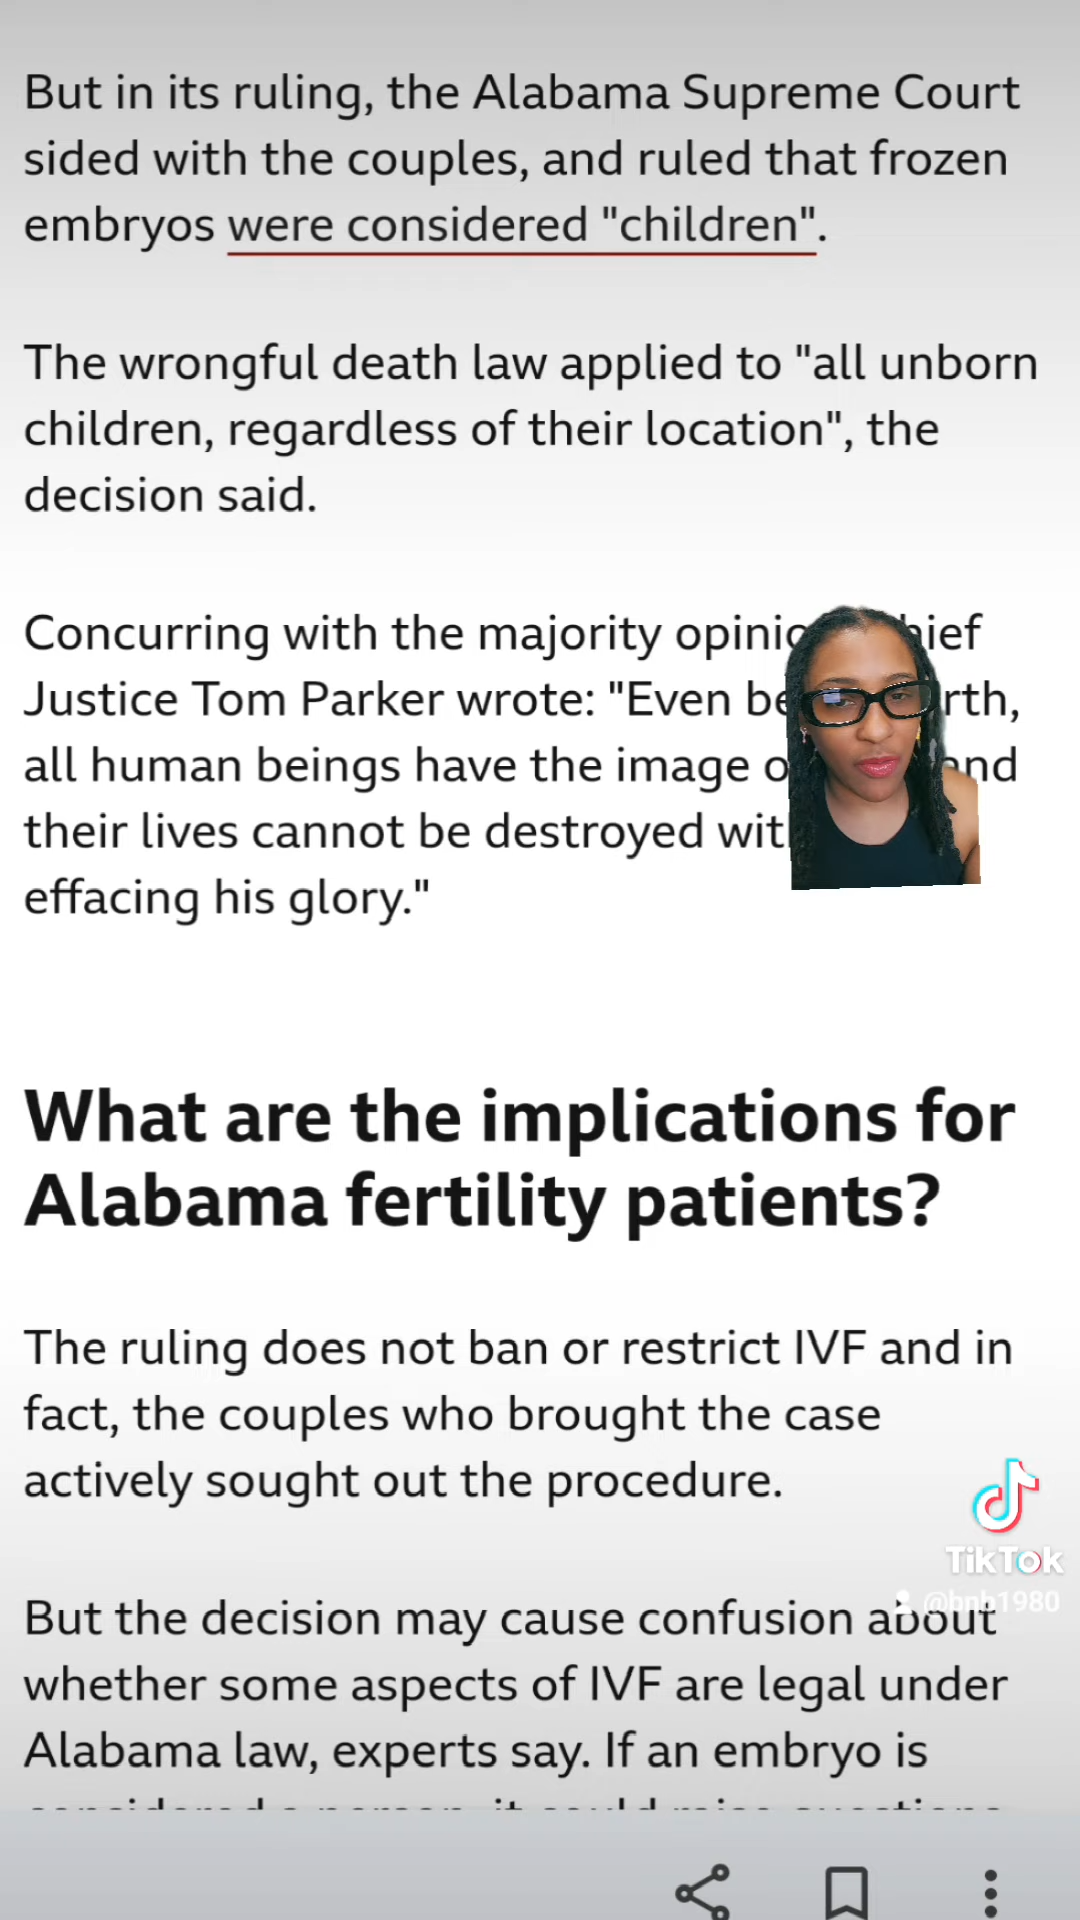 But in its ruling, the Alabama Supreme Court
sided with the couples, and ruled that frozen
embryos were considered "children".
The wrongful death law applied to "all unborn
children, regardless of their location", the
decision said.
Concurring with the majority
Justice Tom Parker wrote: "Even
all human beings have the image and
their lives cannot be destroyed
effacing his glory."
What are the implications for
Alabama fertility patients?
The ruling does not ban or restrict IVF and in
fact, the couples who brought the case
actively sought out the procedure.
TikTok
@bnb1980
But the decision may cause confusion about
whether some aspects of IVF are legal under
Alabama law, experts say. If an embryo is